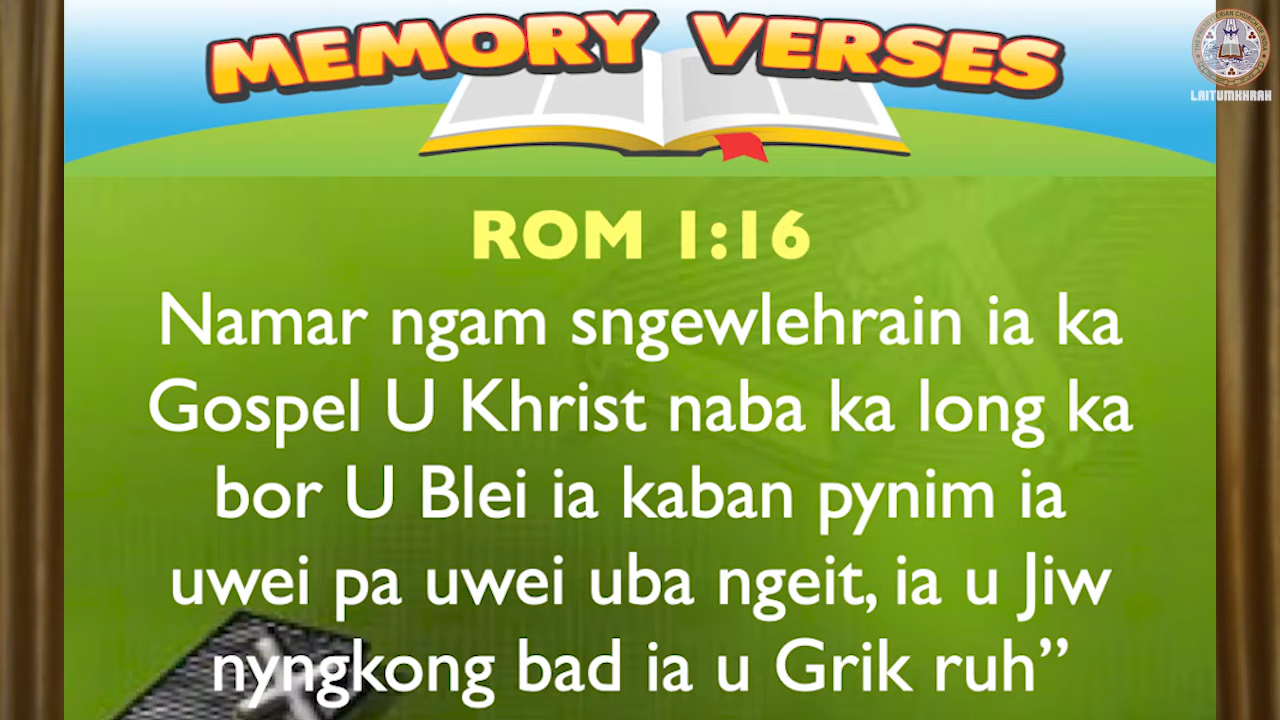 MEMORY VERSES
LAITUMKHRAH
ROM 1:16
Namar ngam sngewlehrain ia ka
Gospel U Khrist naba ka long ka
bor U Blei ia kaban pynim ia
uwei pa uwei uba ngeit, ia u Jiw
nyngkong bad ia u Grik ruh”